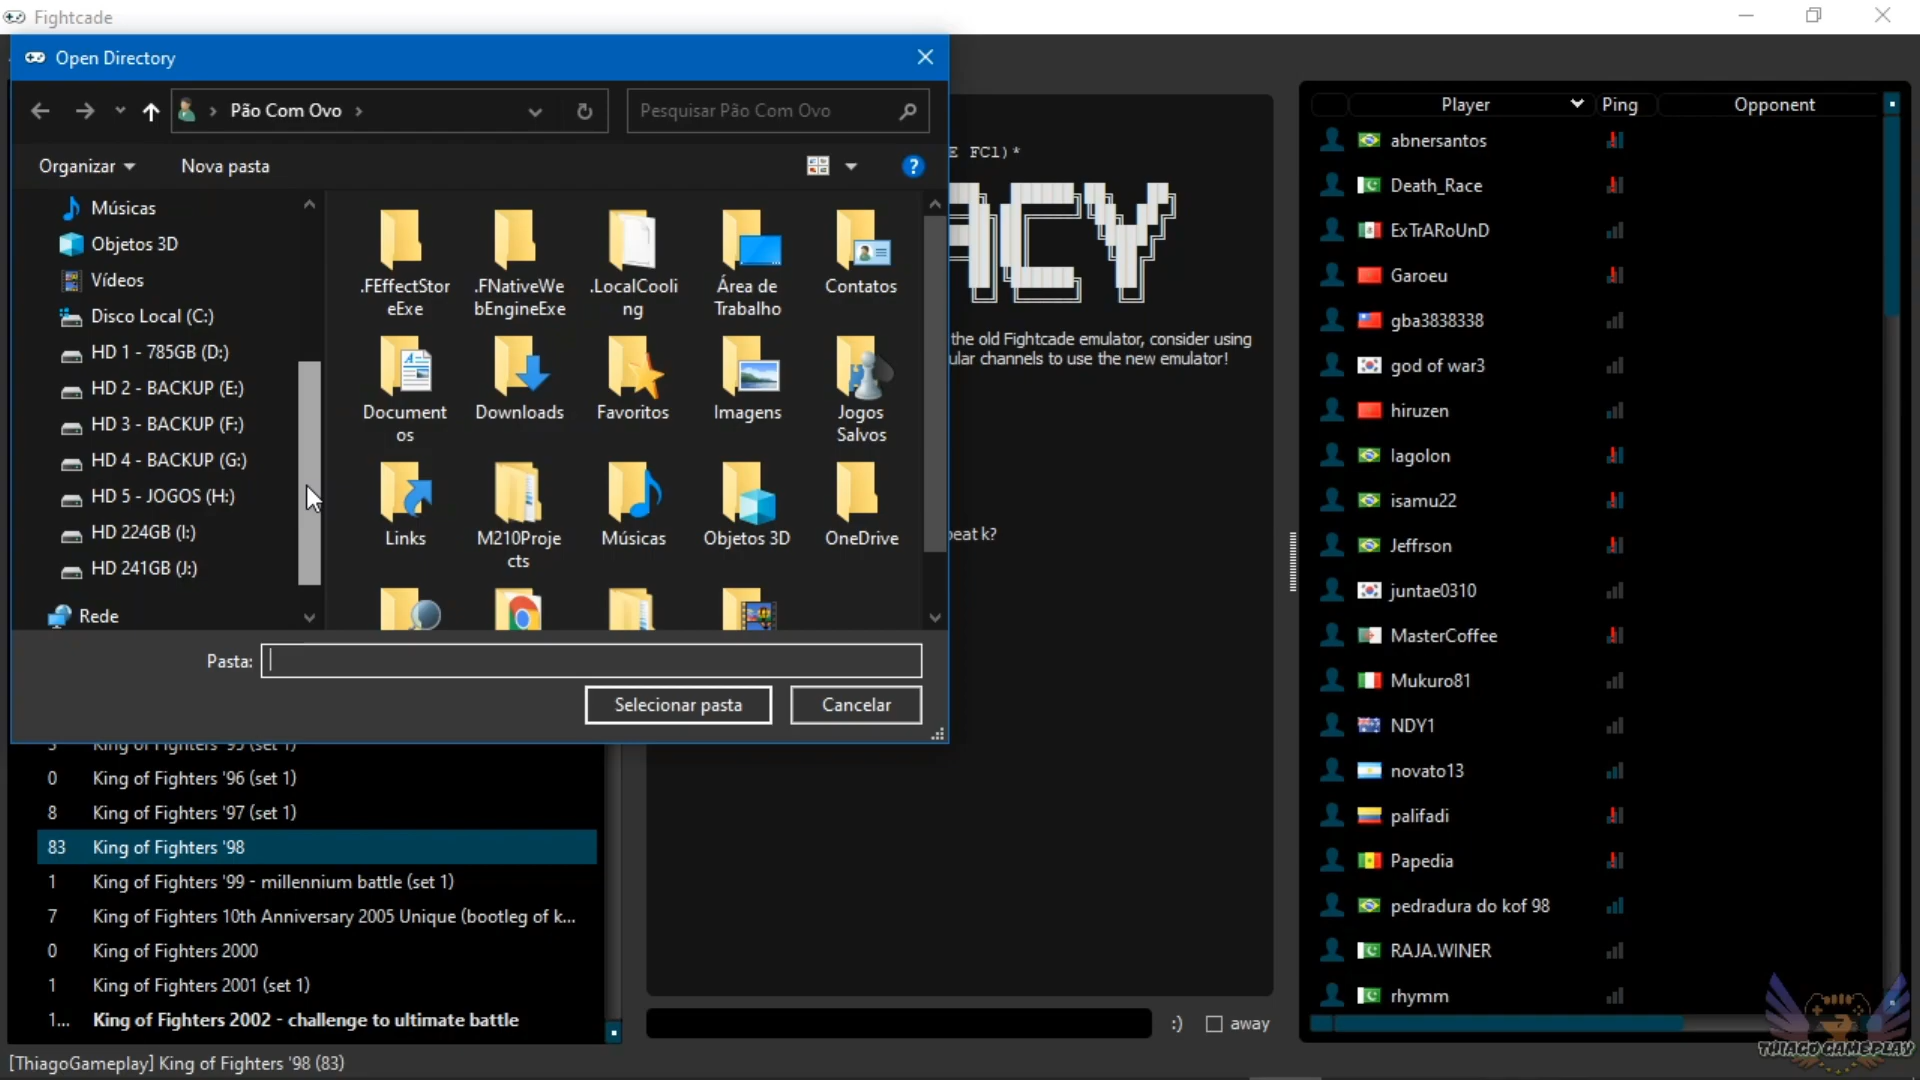 Fightcade
Open Directory
Pão Com Ovo
Pesquisar Pão Com Ovo
Organizar
Nova pasta
Músicas
Objetos 3D
Vídeos
Disco Local (C:)
HD 1 - 785GB (D:)
HD 2 - BACKUP (E:)
HD 3 - BACKUP (F:)
HD 4 - BACKUP (G:)
HD 5 - JOGOS (H:)
HD 224GB (I:)
HD 241GB (J:)
Rede
.FEffectStor
eExe
.FNativeWe
bEngineExe
.LocalCooli
ng
Área de
Trabalho
Contatos
Document
os
Downloads
Favoritos
Imagens
Jogos
Salvos
Links
M210Proje
cts
Músicas
Objetos 3D
OneDrive
Pasta:
Selecionar pasta
Cancelar
King of Fighters '95 (set 1)
0 King of Fighters '96 (set 1)
8 King of Fighters '97 (set 1)
83 King of Fighters '98
1 King of Fighters '99 - millennium battle (set 1)
7 King of Fighters 10th Anniversary 2005 Unique (bootleg of k...
0 King of Fighters 2000
1 King of Fighters 2001 (set 1)
1... King of Fighters 2002 - challenge to ultimate battle
[ThiagoGameplay] King of Fighters '98 (83)
FC1)*
ACY
the old Fightcade emulator, consider using
ular channels to use the new emulator!
eat k?
:) away
Player Ping Opponent
abnersantos
Death_Race
ExTrARoUnD
Garoeu
gba3838338
god of war3
hiruzen
lagolon
isamu22
Jeffrson
juntae0310
MasterCoffee
Mukuro81
NDY1
novato13
palifadi
Papedia
pedradura do kof 98
RAJA.WINER
rhymm
THIAGO GAMEPLAY